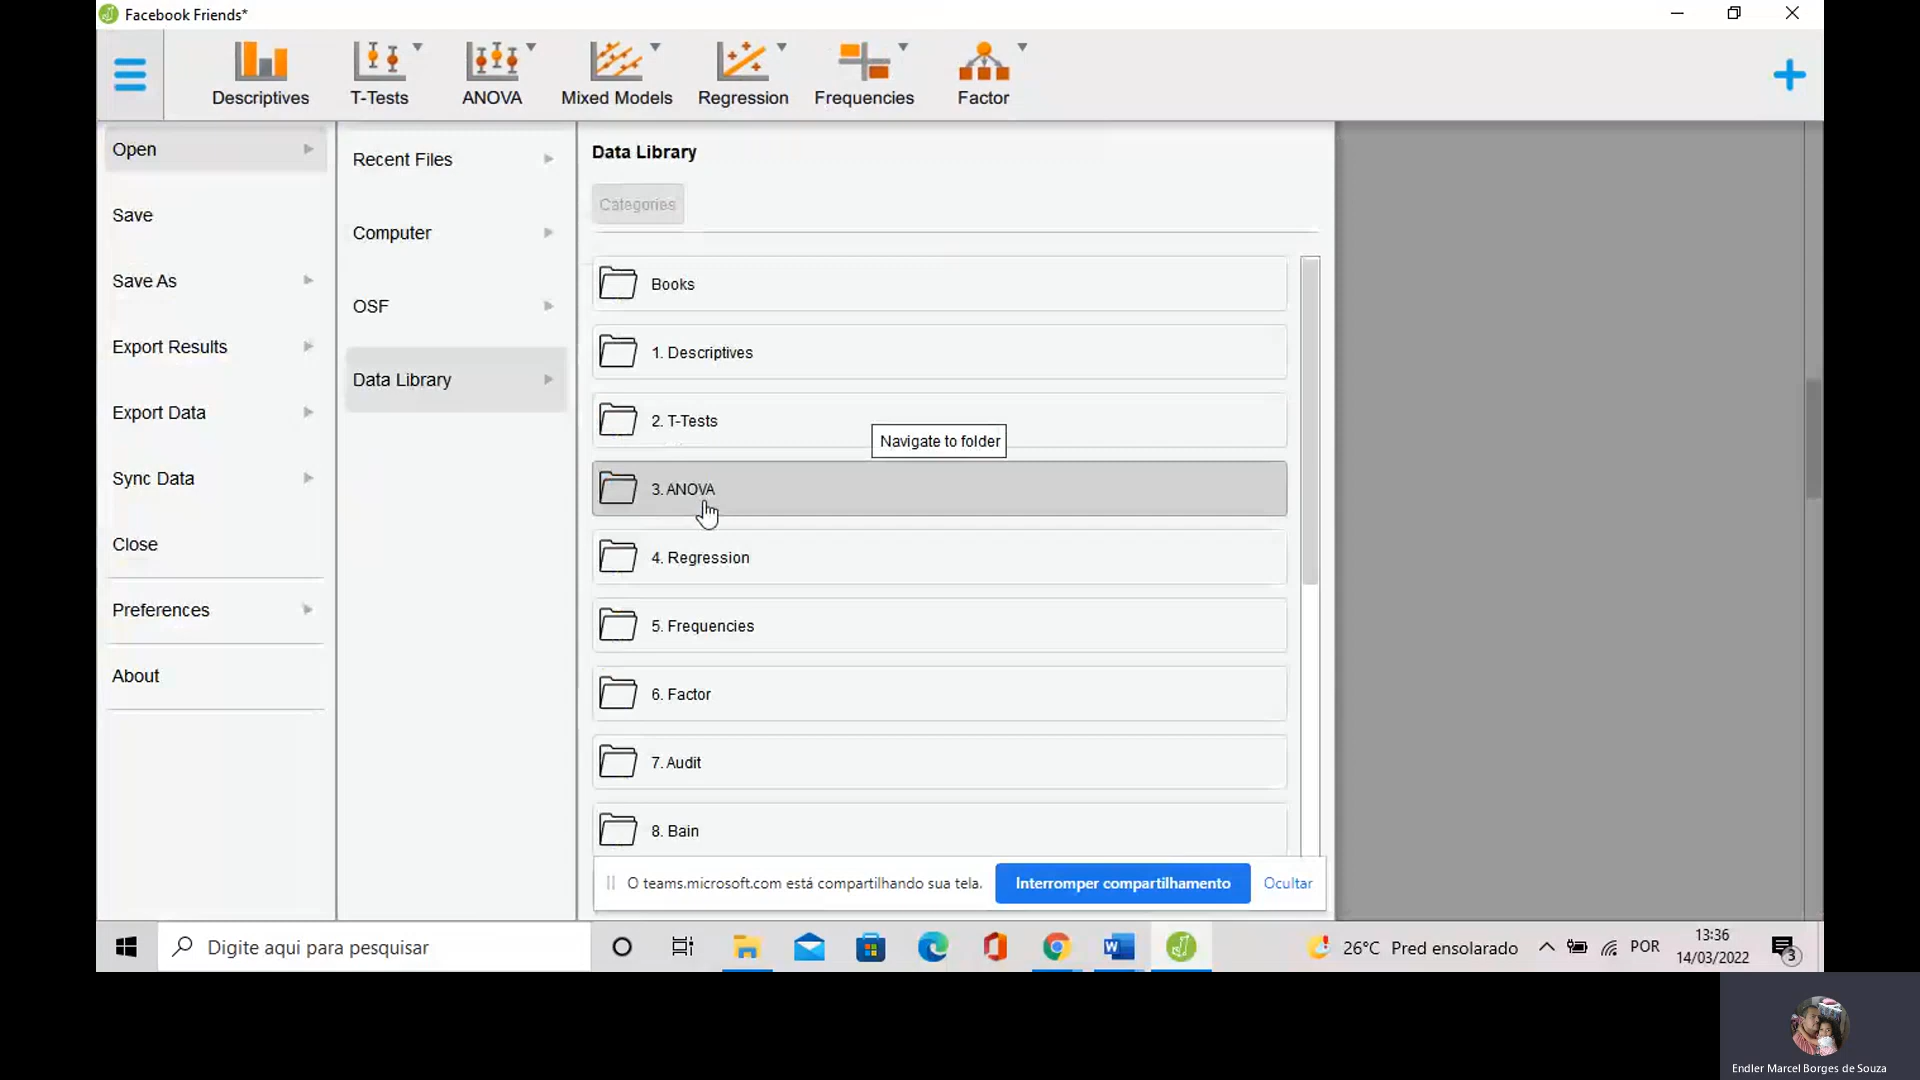 Facebook Friends*
Descriptives
T-Tests
ANOVA
Mixed Models
Regression
Frequencies
Factor
Open
Save
Save As
Export Results
Export Data
Sync Data
Close
Preferences
About
Recent Files
Computer
OSF
Data Library
Data Library
Categories
Books
1. Descriptives
2. T-Tests
Navigate to folder
3. ANOVA
4. Regression
5. Frequencies
6. Factor
7. Audit
8. Bain
O teams.microsoft.com está compartilhando sua tela.
Interromper compartilhamento
Ocultar
Digite aqui para pesquisar
26°C Pred ensolarado
POR
13:36
14/03/2022
3
Endler Marcel Borges de Souza